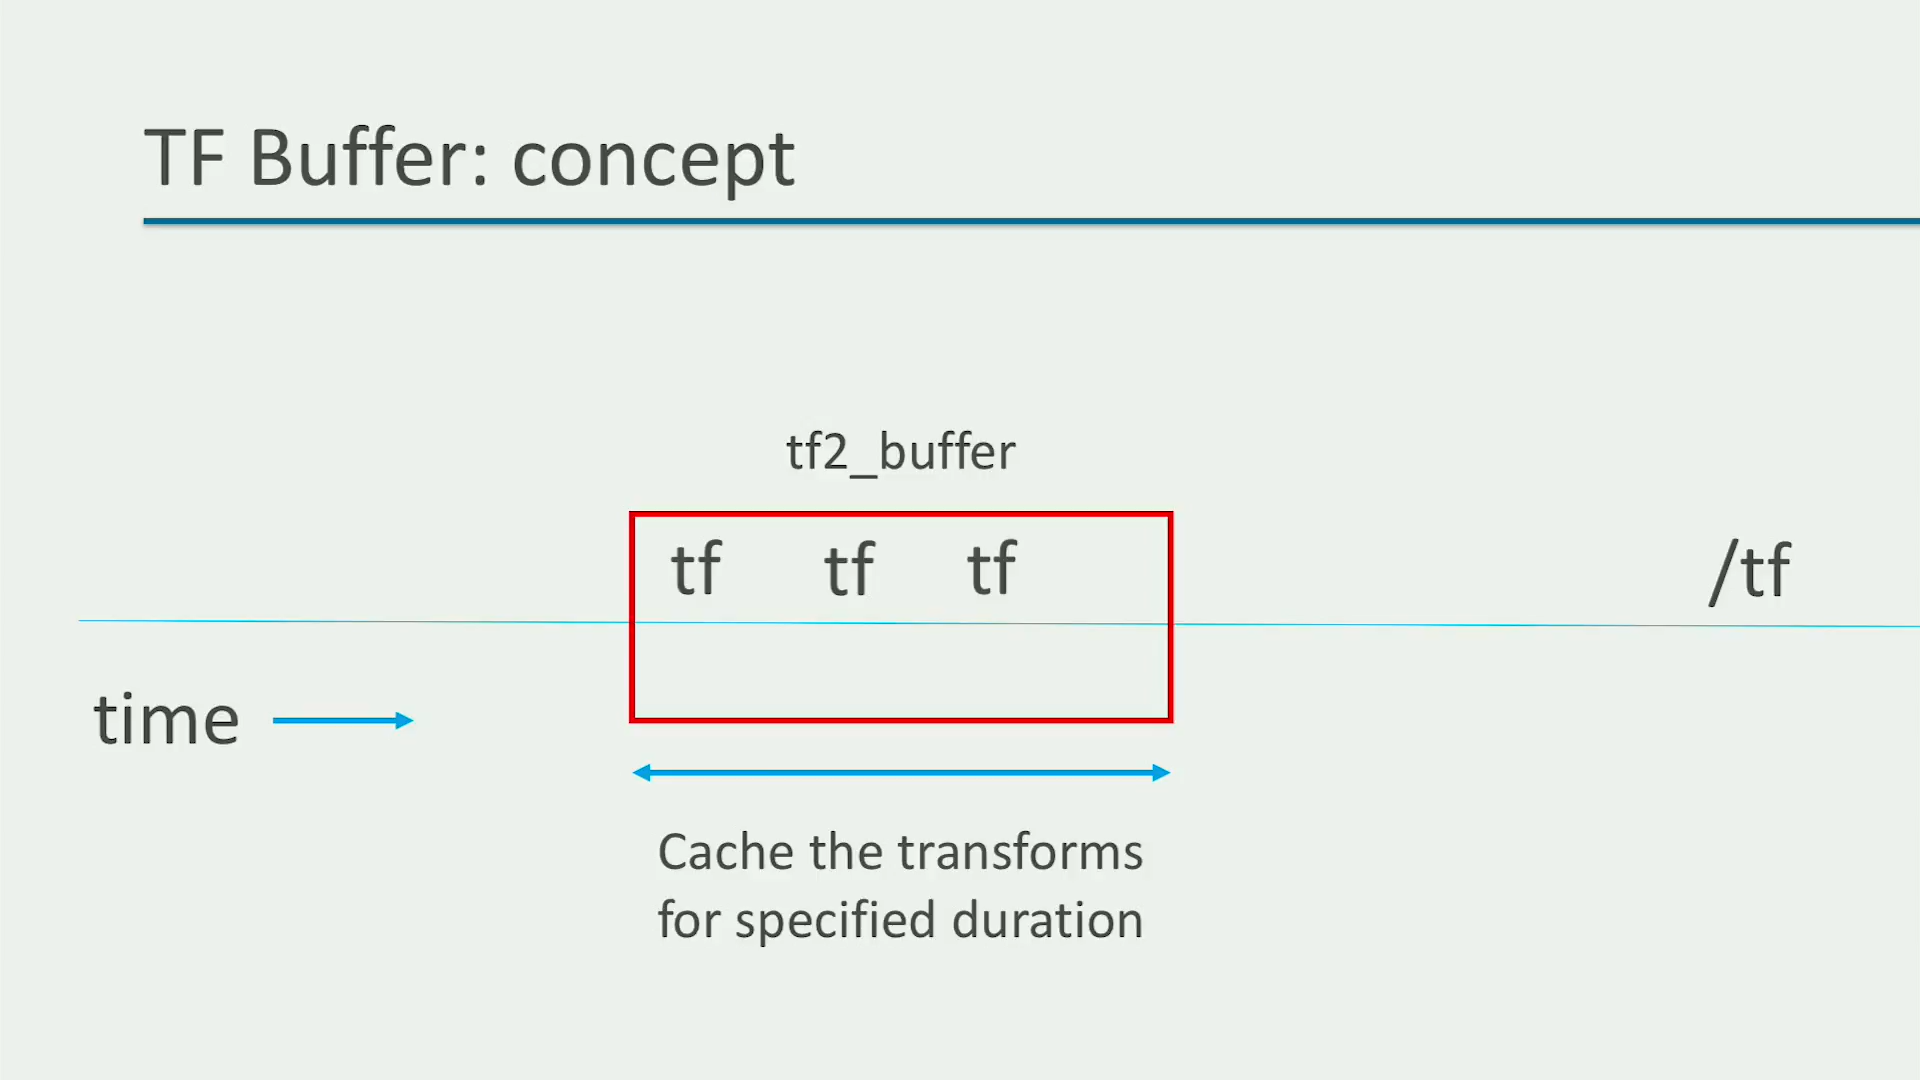 TF Buffer: concept
tf2_buffer
tf tf tf
/tf
time
Cache the transforms
for specified duration